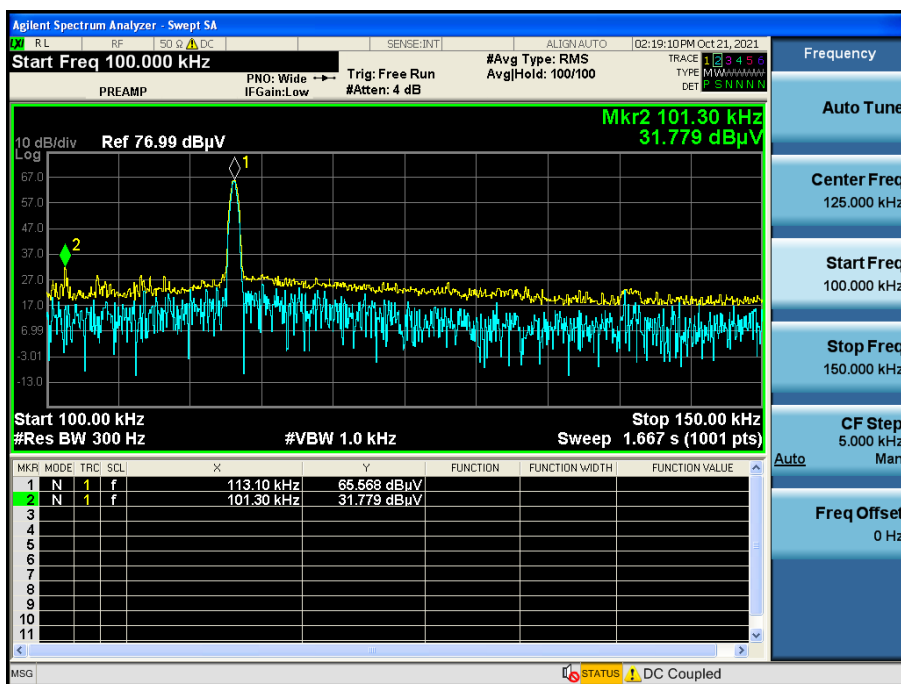 Agilent Spectrum Analyzer - Swept SA
LXI RL RF 50 Ω DC SENSE:INT ALIGN AUTO 02:19:10 PM Oct 21, 2021
Start Freq 100.000 kHz
PREAMP
PNO: Wide
IFGain:Low
Trig: Free Run
#Atten: 4 dB
#Avg Type: RMS
Avg|Hold: 100/100
TRACE 1 2 3 4 5 6
TYPE MWWWWW
DET P S N N N N
Mkr2 101.30 kHz
31.779 dBµV
10 dB/div Ref 76.99 dBµV
Log
1
67.0
57.0
47.0
2
37.0
27.0
17.0
6.99
-3.01
-13.0
Start 100.00 kHz Stop 150.00 kHz
#Res BW 300 Hz #VBW 1.0 kHz Sweep 1.667 s (1001 pts)
MKR MODE TRC SCL X Y FUNCTION FUNCTION WIDTH FUNCTION VALUE
1 N 1 f 113.10 kHz 65.568 dBµV
2 N 1 f 101.30 kHz 31.779 dBµV
3
4
5
6
7
8
9
10
11
MSG STATUS DC Coupled
Frequency
Auto Tune
Center Freq
125.000 kHz
Start Freq
100.000 kHz
Stop Freq
150.000 kHz
CF Step
5.000 kHz
Auto Man
Freq Offset
0 Hz